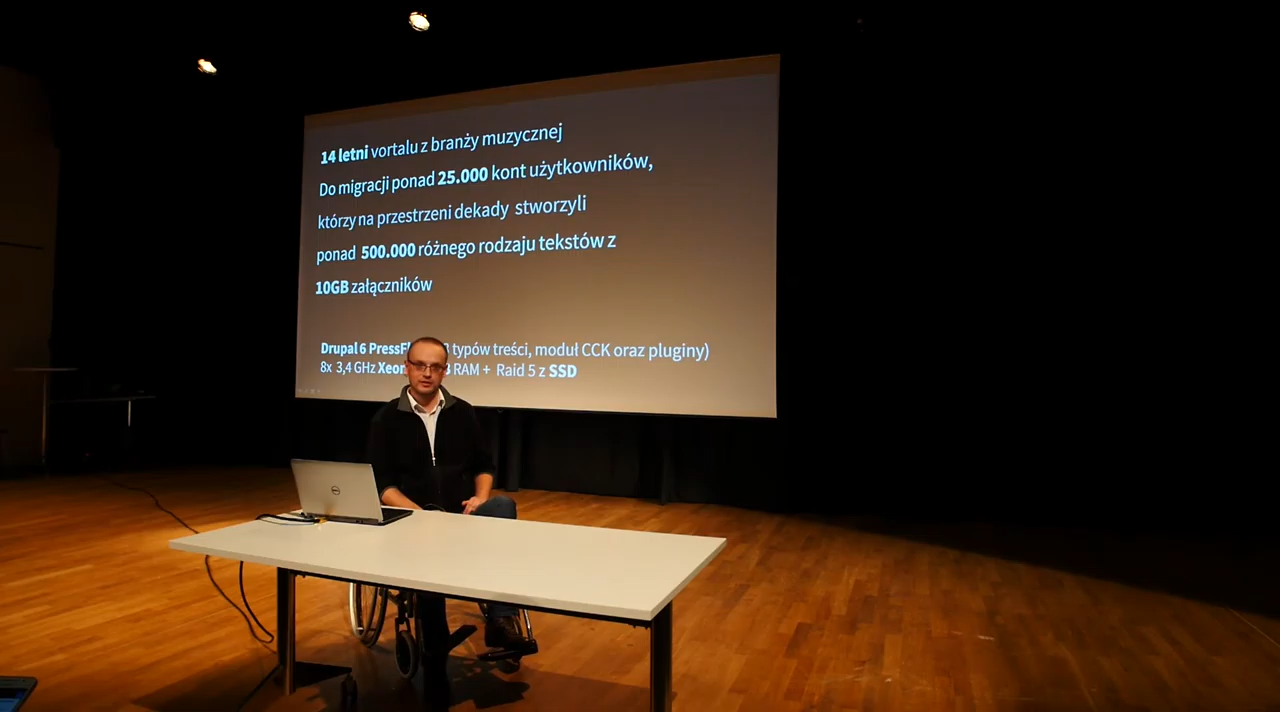 14 letni vortalu z branży muzycznej
Do migracji ponad 25.000 kont użytkowników,
którzy na przestrzeni dekady stworzyli
ponad 500.000 różnego rodzaju tekstów z
10GB załączników
Drupal 6 typów treści, moduł CCK oraz pluginy)
8x 3,4 GHz Xeon RAM + Raid 5 z SSD
DELL